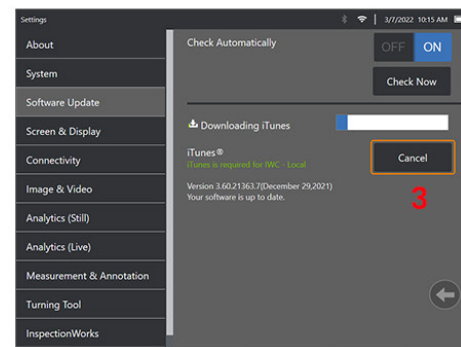 Settings
3/7/2022 10:15 AM
About
System
Software Update
Screen & Display
Connectivity
Image & Video
Analytics (Still)
Analytics (Live)
Measurement & Annotation
Turning Tool
InspectionWorks
Check Automatically
OFF ON
Check Now
Downloading iTunes
iTunes®
iTunes is required for IWC - Local
Cancel
Version 3.60.21363.7(December 29,2021)
Your software is up to date.
3